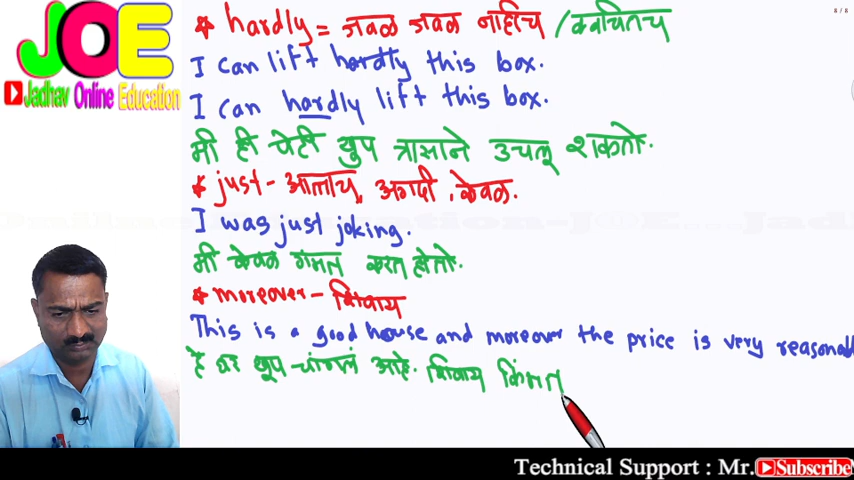 JOE
Jadhav Online Education
* hardly = जवळ जवळ नाहीच / क्वचितच
I can lift hardly this box.
I can hardly lift this box.
मी ही पेटी खुप त्रासाने उचलू शकतो.
* just - आत्ताच, अगदी, केवळ.
I was just joking.
मी केवळ गंमत करत होतो.
* moreover - शिवाय
This is a good house and moreover the price is very reasonabl
हे घर खूप चांगलं आहे. शिवाय किंमत
Technical Support : Mr.
Subscribe